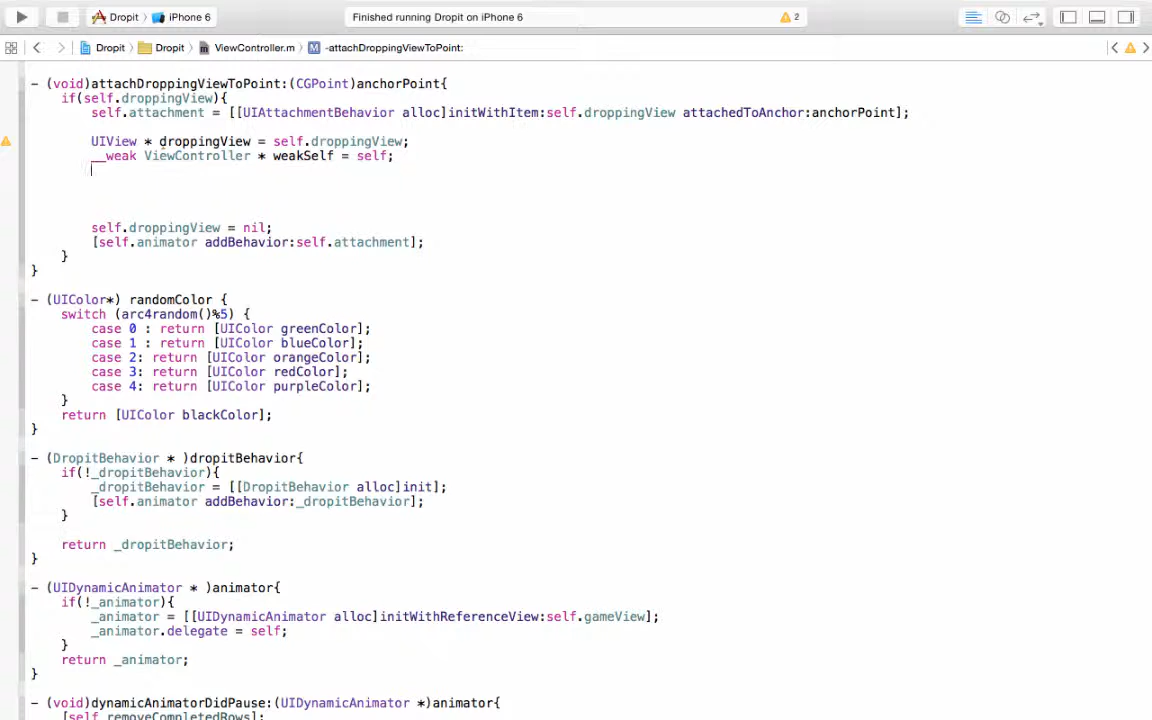 Dropit
iPhone 6
Finished running Dropit on iPhone 6
2
Dropit
Dropit
ViewController.m
M
-attachDroppingViewToPoint:
- (void)attachDroppingViewToPoint:(CGPoint)anchorPoint{
if(self.droppingView){
self.attachment = [[UIAttachmentBehavior alloc]initWithItem:self.droppingView attachedToAnchor:anchorPoint];
UIView * droppingView = self.droppingView;
__weak ViewController * weakSelf = self;
self.droppingView = nil;
[self.animator addBehavior:self.attachment];
}
}
- (UIColor*) randomColor {
switch (arc4random()%5) {
case 0 : return [UIColor greenColor];
case 1 : return [UIColor blueColor];
case 2: return [UIColor orangeColor];
case 3: return [UIColor redColor];
case 4: return [UIColor purpleColor];
}
return [UIColor blackColor];
}
- (DropitBehavior * )dropitBehavior{
if(!_dropitBehavior){
_dropitBehavior = [[DropitBehavior alloc]init];
[self.animator addBehavior:_dropitBehavior];
}
return _dropitBehavior;
}
- (UIDynamicAnimator * )animator{
if(!_animator){
_animator = [[UIDynamicAnimator alloc]initWithReferenceView:self.gameView];
_animator.delegate = self;
}
return _animator;
}
- (void)dynamicAnimatorDidPause:(UIDynamicAnimator *)animator{
[self removeCompletedRows];